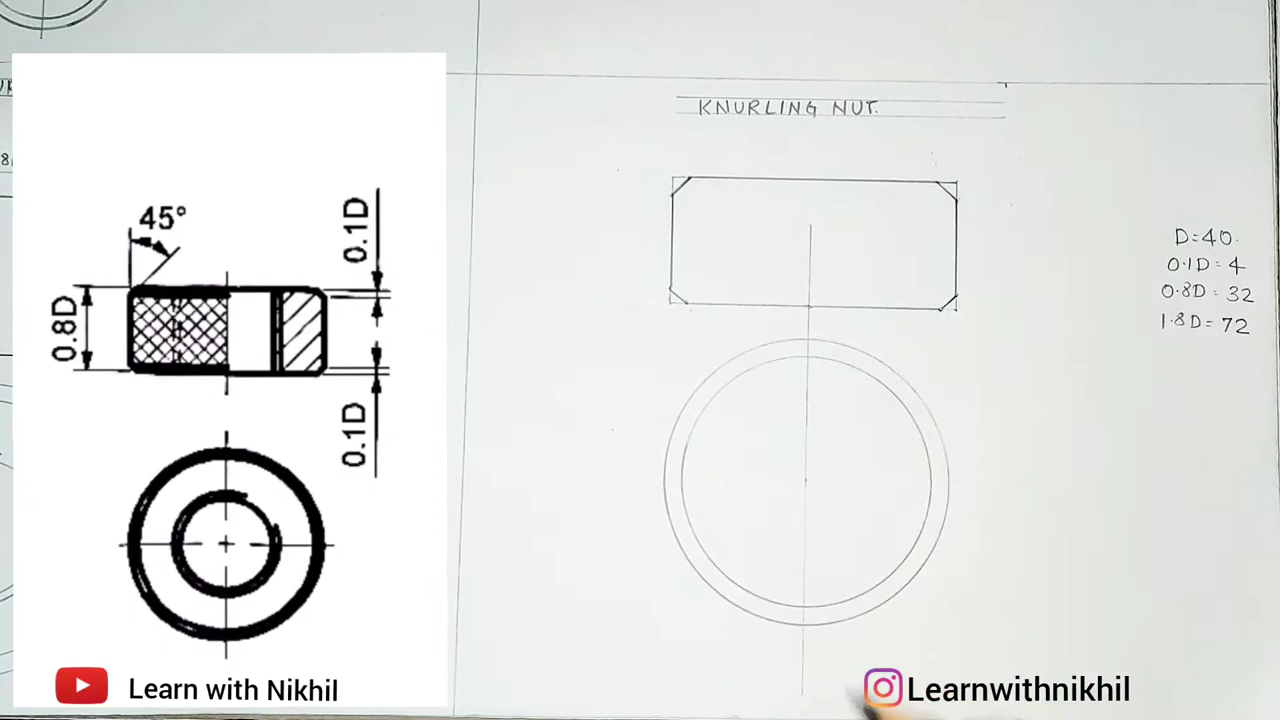 KNURLING NUT.
45°
0.1D
0.8D
0.1D
D=40.
0.1D = 4
0.8D = 32
1.8D = 72
Learn with Nikhil
Learnwithnikhil